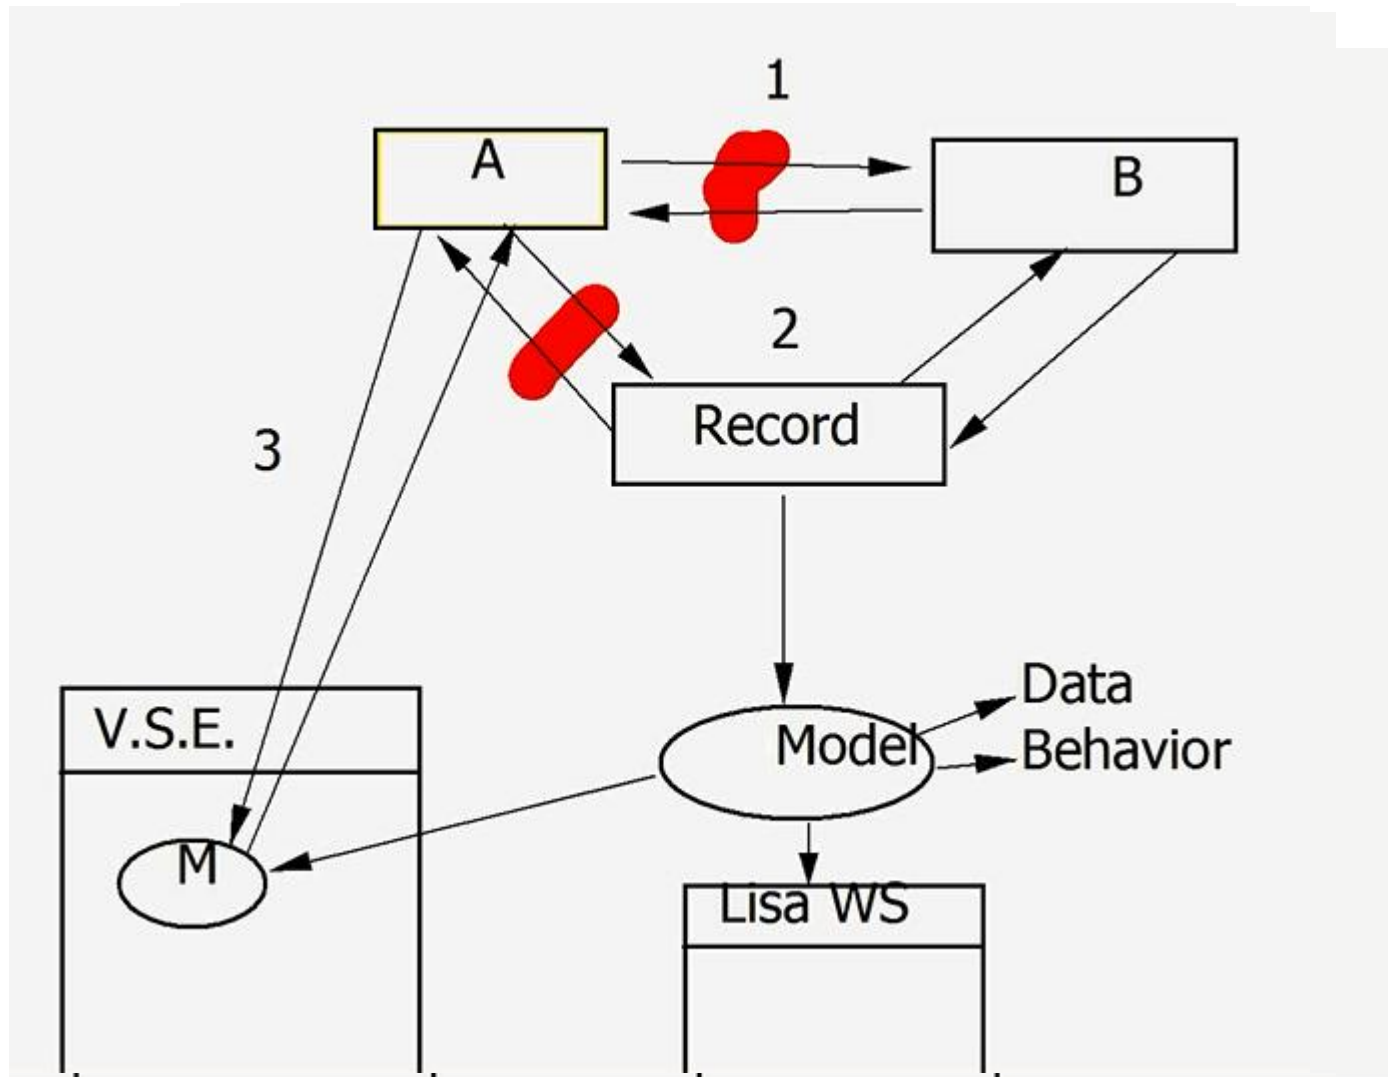 1
A
B
2
Record
3
Data
V.S.E.
Model
Behavior
M
Lisa WS